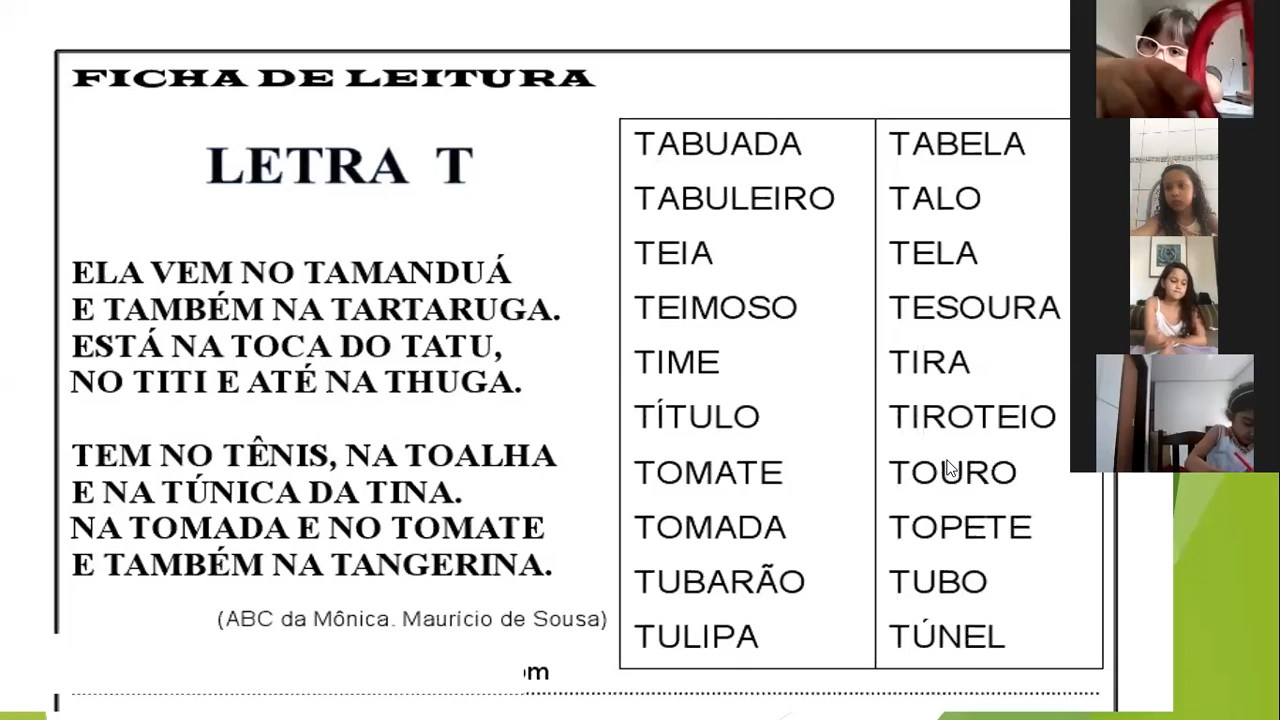 FICHA DE LEITURA
LETRA T
ELA VEM NO TAMANDUÁ
E TAMBÉM NA TARTARUGA.
ESTÁ NA TOCA DO TATU,
NO TITI E ATÉ NA THUGA.
TEM NO TÊNIS, NA TOALHA
E NA TÚNICA DA TINA.
NA TOMADA E NO TOMATE
E TAMBÉM NA TANGERINA.
(ABC da Mônica. Maurício de Sousa)
om
TABUADA TABELA
TABULEIRO TALO
TEIA TELA
TEIMOSO TESOURA
TIME TIRA
TÍTULO TIROTEIO
TOMATE TOURO
TOMADA TOPETE
TUBARÃO TUBO
TULIPA TÚNEL